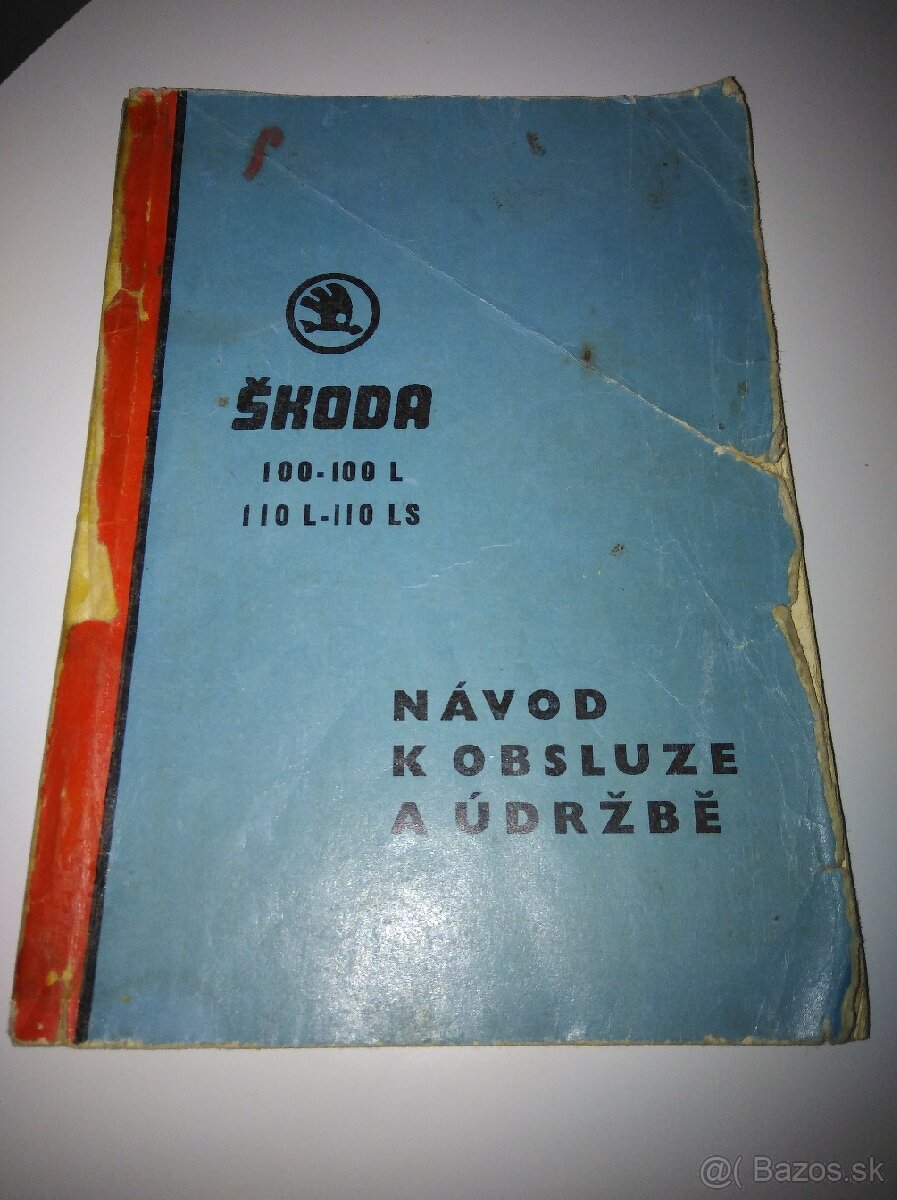 ŠKODA
100-100 L
110 L-110 LS
NÁVOD
K OBSLUZE
A ÚDRŽBĚ
@( Bazos.sk